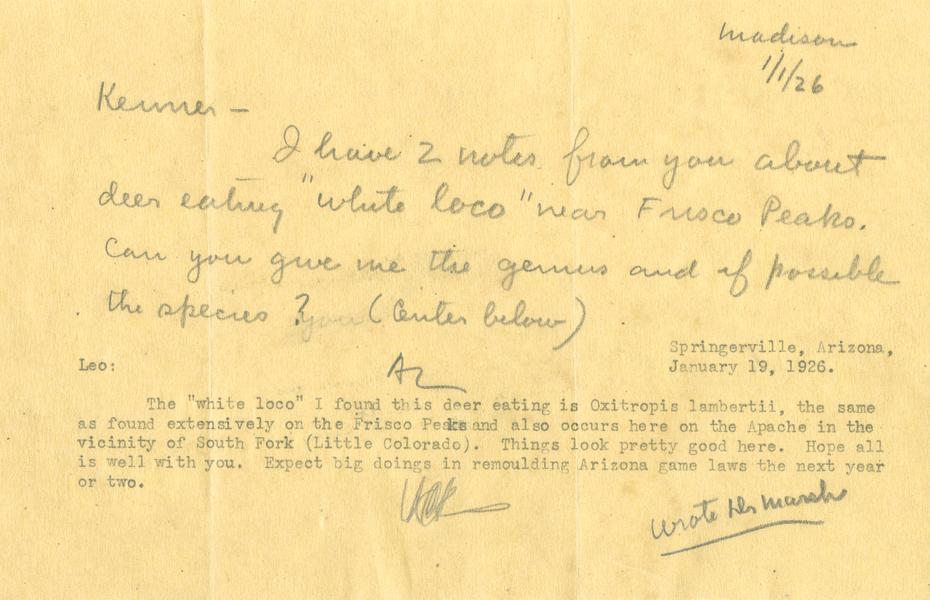 Madison
1/1/26
Kenner —
I have 2 notes from you about
deer eating "white loco" near Frisco Peaks.
Can you give me the genus and if possible
the species ? you (Enter below)
AL
Springerville, Arizona,
January 19, 1926.
Leo:
The "white loco" I found this deer eating is Oxitropis lambertii, the same
as found extensively on the Frisco Peaks and also occurs here on the Apache in the
vicinity of South Fork (Little Colorado). Things look pretty good here. Hope all
is well with you. Expect big doings in remoulding Arizona game laws the next year
or two.
Wrote Marsh